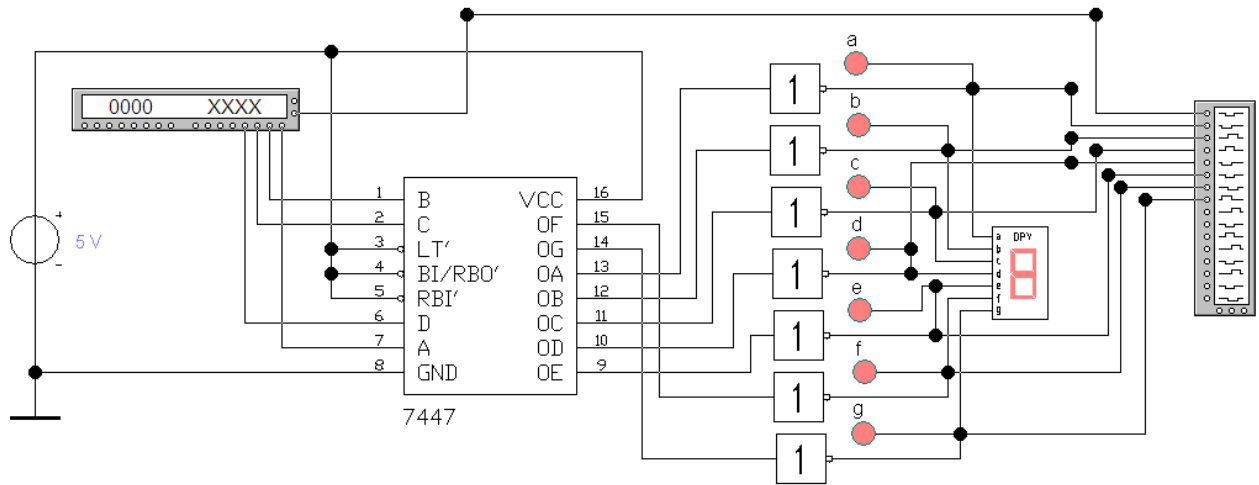 a
0000 XXXX
1
b
1
c
1
d
1
e
1
f
1
g
1
5 V
+
−
1 B VCC 16
2 C OF 15
3 LT' OG 14
4 BI/RBO' OA 13
5 RBI' OB 12
6 D OC 11
7 A OD 10
8 GND OE 9
7447
DPY
a
b
c
d
e
f
g